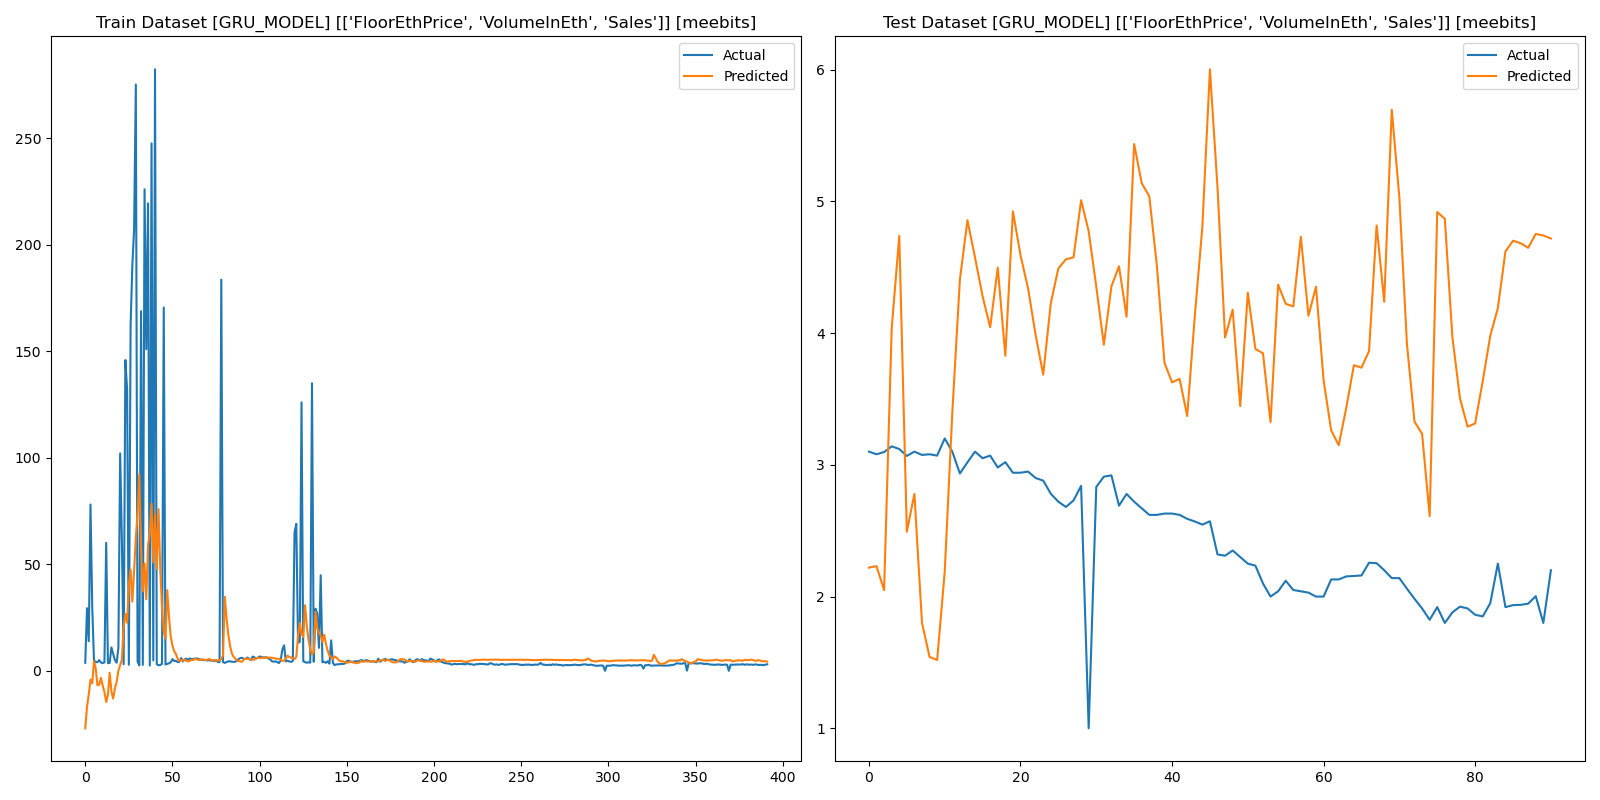 Train Dataset [GRU_MODEL] [['FloorEthPrice', 'VolumeInEth', 'Sales']] [meebits]
Actual
Predicted
250
200
150
100
50
0
0 50 100 150 200 250 300 350 400
Test Dataset [GRU_MODEL] [['FloorEthPrice', 'VolumeInEth', 'Sales']] [meebits]
Actual
Predicted
6
5
4
3
2
1
0 20 40 60 80